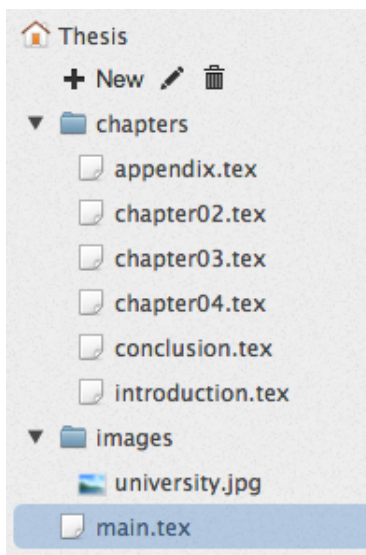 Thesis
New
chapters
appendix.tex
chapter02.tex
chapter03.tex
chapter04.tex
conclusion.tex
introduction.tex
images
university.jpg
main.tex